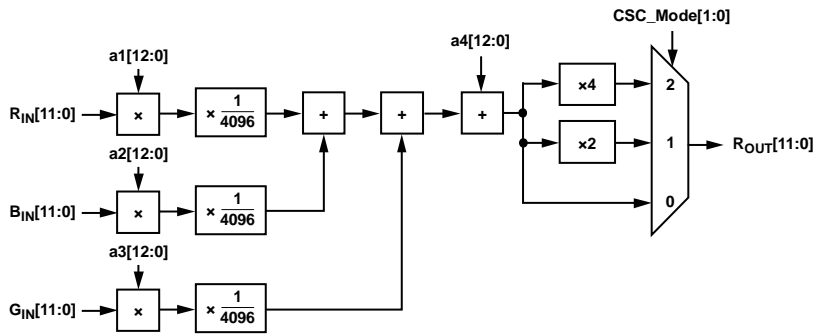 CSC_Mode[1:0]
a1[12:0]
a4[12:0]
R_IN[11:0]
×
× 1/4096
+
+
+
×4
2
×2
1
R_OUT[11:0]
0
a2[12:0]
B_IN[11:0]
×
× 1/4096
a3[12:0]
G_IN[11:0]
×
× 1/4096